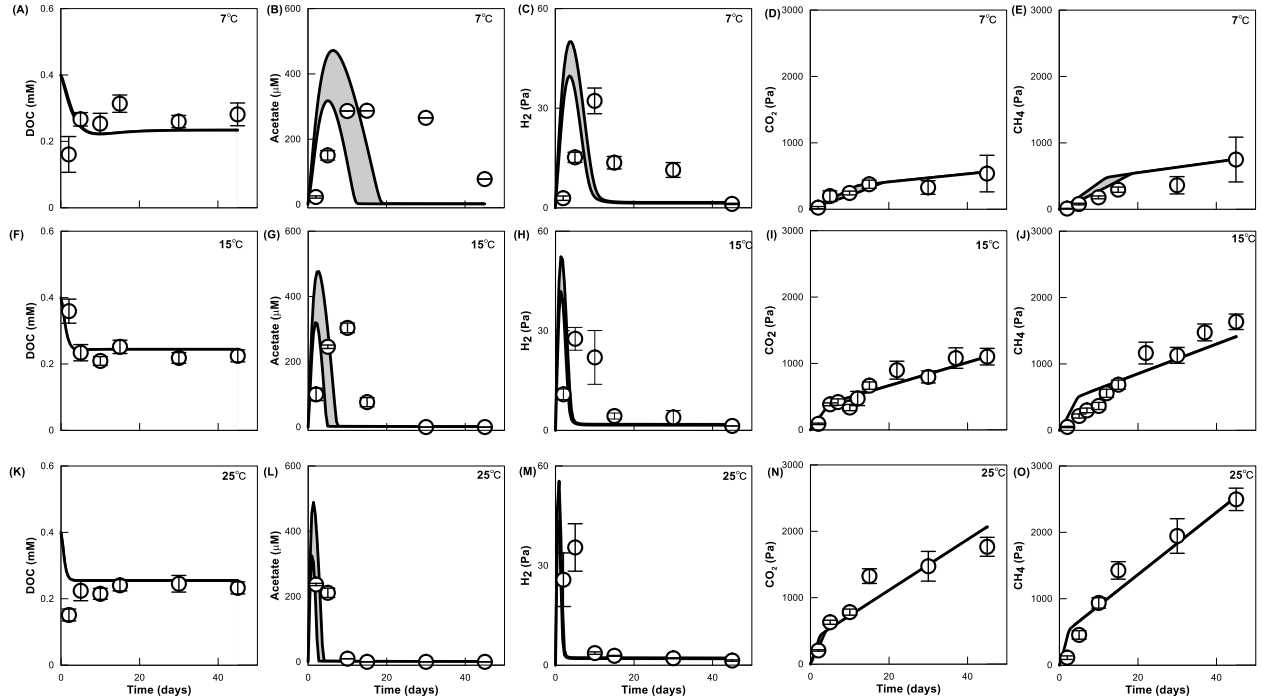 (A) 7°C
0.6
0.4
0.2
0
DOC (mM)
(B) 7°C
600
400
200
0
Acetate (μM)
(C) 7°C
60
30
0
H2 (Pa)
(D) 7°C
3000
2000
1000
0
CO2 (Pa)
(E) 7°C
3000
2000
1000
0
CH4 (Pa)
(F) 15°C
0.6
0.4
0.2
0
DOC (mM)
(G) 15°C
600
400
200
0
Acetate (μM)
(H) 15°C
60
30
0
H2 (Pa)
(I) 15°C
3000
2000
1000
0
CO2 (Pa)
(J) 15°C
3000
2000
1000
0
CH4 (Pa)
(K) 25°C
0.6
0.4
0.2
0
DOC (mM)
0 20 40
Time (days)
(L) 25°C
600
400
200
0
Acetate (μM)
0 20 40
Time (days)
(M) 25°C
60
30
0
H2 (Pa)
0 20 40
Time (days)
(N) 25°C
3000
2000
1000
0
CO2 (Pa)
0 20 40
Time (days)
(O) 25°C
3000
2000
1000
0
CH4 (Pa)
0 20 40
Time (days)